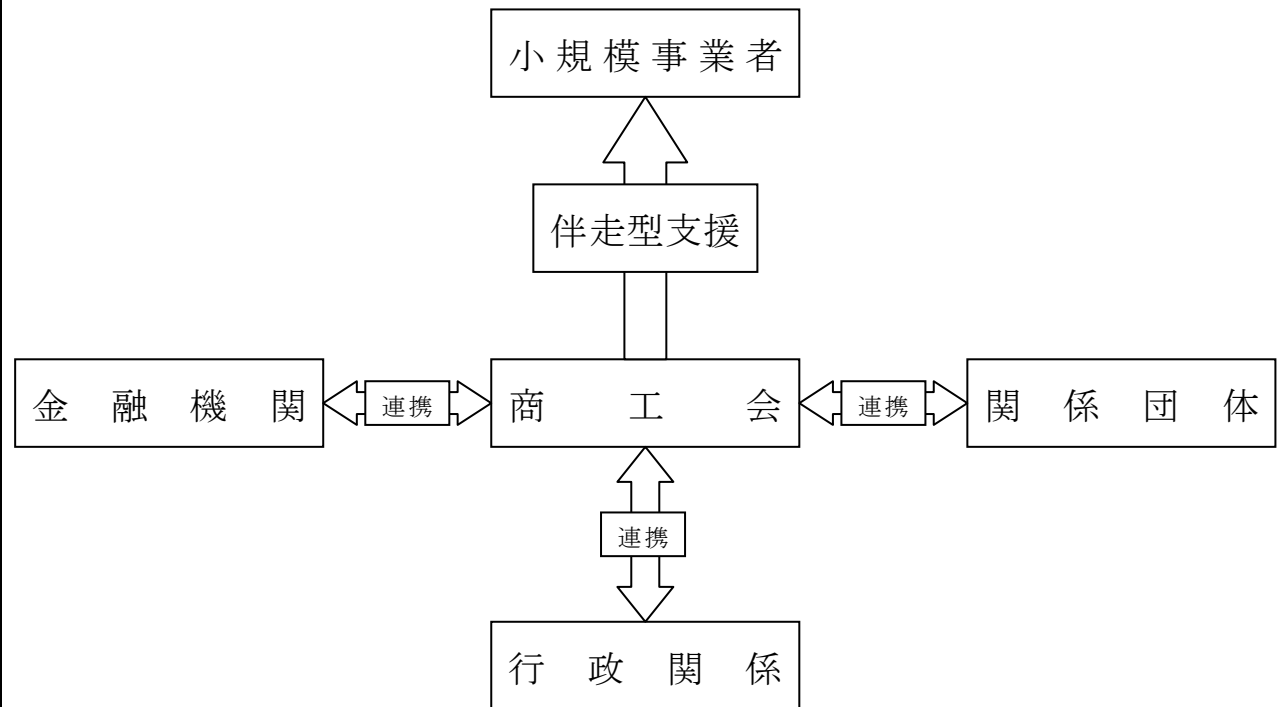 小規模事業者
伴走型支援
金融機関
連携
商工会
連携
関係団体
連携
行政関係